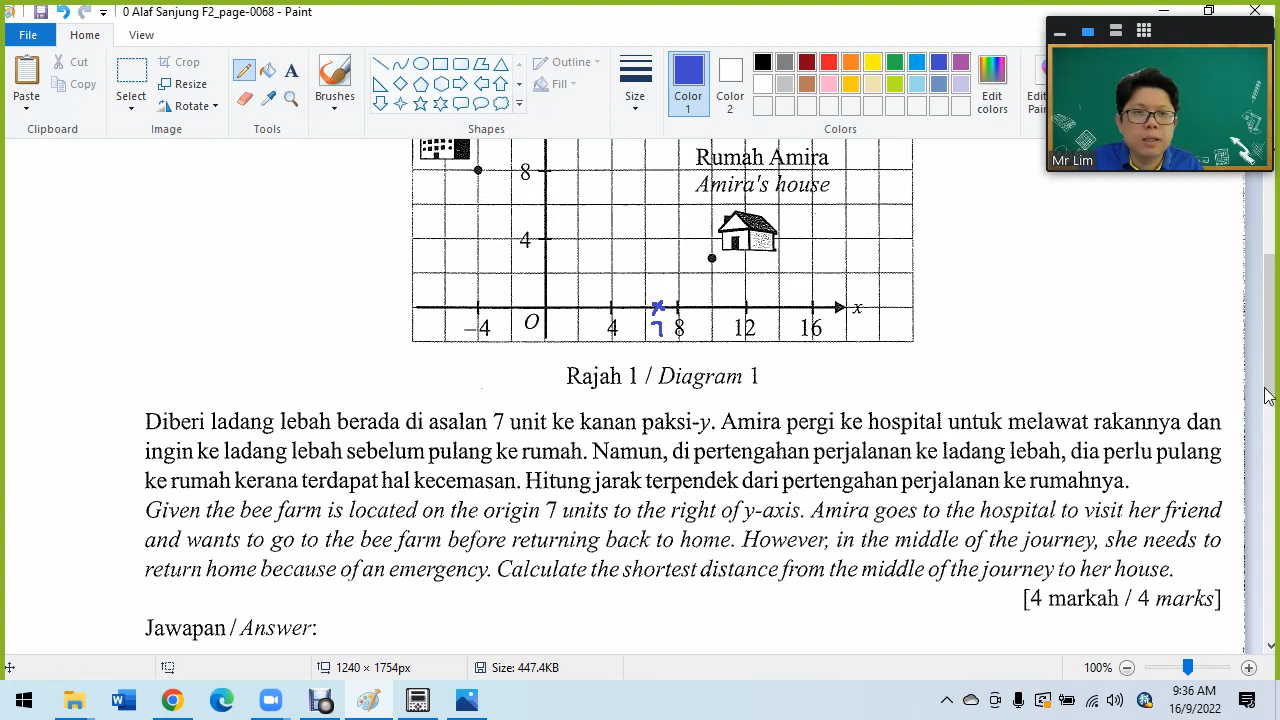 0 Alaf Sanjung F2_page-0068 - Paint
File Home View
Cut
Copy
Paste
Clipboard
Select
Crop
Resize
Rotate
Image
Tools
Brushes
Shapes
Outline
Fill
Size
Color 1
Color 2
Colors
Edit colors
Mr Lim
8
Rumah Amira
Amira's house
4
-4 O 4 7 8 12 16 x
Rajah 1 / Diagram 1
Diberi ladang lebah berada di asalan 7 unit ke kanan paksi-y. Amira pergi ke hospital untuk melawat rakannya dan
ingin ke ladang lebah sebelum pulang ke rumah. Namun, di pertengahan perjalanan ke ladang lebah, dia perlu pulang
ke rumah kerana terdapat hal kecemasan. Hitung jarak terpendek dari pertengahan perjalanan ke rumahnya.
Given the bee farm is located on the origin 7 units to the right of y-axis. Amira goes to the hospital to visit her friend
and wants to go to the bee farm before returning back to home. However, in the middle of the journey, she needs to
return home because of an emergency. Calculate the shortest distance from the middle of the journey to her house.
[4 markah / 4 marks]
Jawapan / Answer:
1240 × 1754px
Size: 447.4KB
100%
9:36 AM
16/9/2022